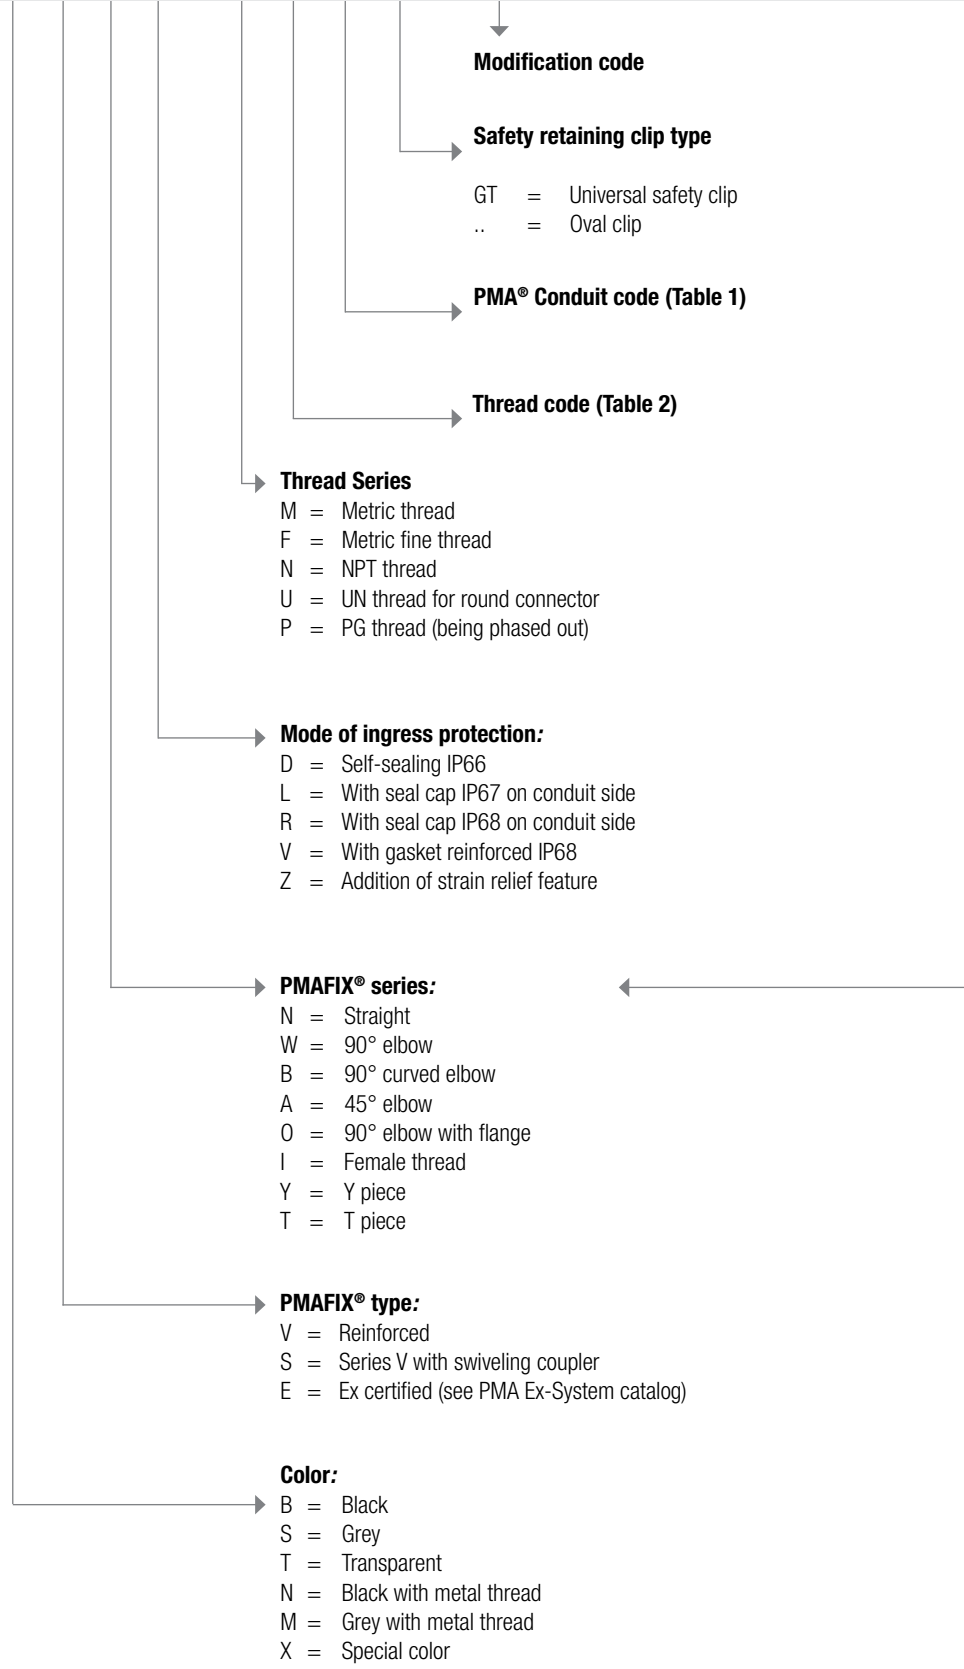 Modification code
Safety retaining clip type
GT = Universal safety clip
.. = Oval clip
PMA® Conduit code (Table 1)
Thread code (Table 2)
Thread Series
M = Metric thread
F = Metric fine thread
N = NPT thread
U = UN thread for round connector
P = PG thread (being phased out)
Mode of ingress protection:
D = Self-sealing IP66
L = With seal cap IP67 on conduit side
R = With seal cap IP68 on conduit side
V = With gasket reinforced IP68
Z = Addition of strain relief feature
PMAFIX® series:
N = Straight
W = 90° elbow
B = 90° curved elbow
A = 45° elbow
O = 90° elbow with flange
I = Female thread
Y = Y piece
T = T piece
PMAFIX® type:
V = Reinforced
S = Series V with swiveling coupler
E = Ex certified (see PMA Ex-System catalog)
Color:
B = Black
S = Grey
T = Transparent
N = Black with metal thread
M = Grey with metal thread
X = Special color